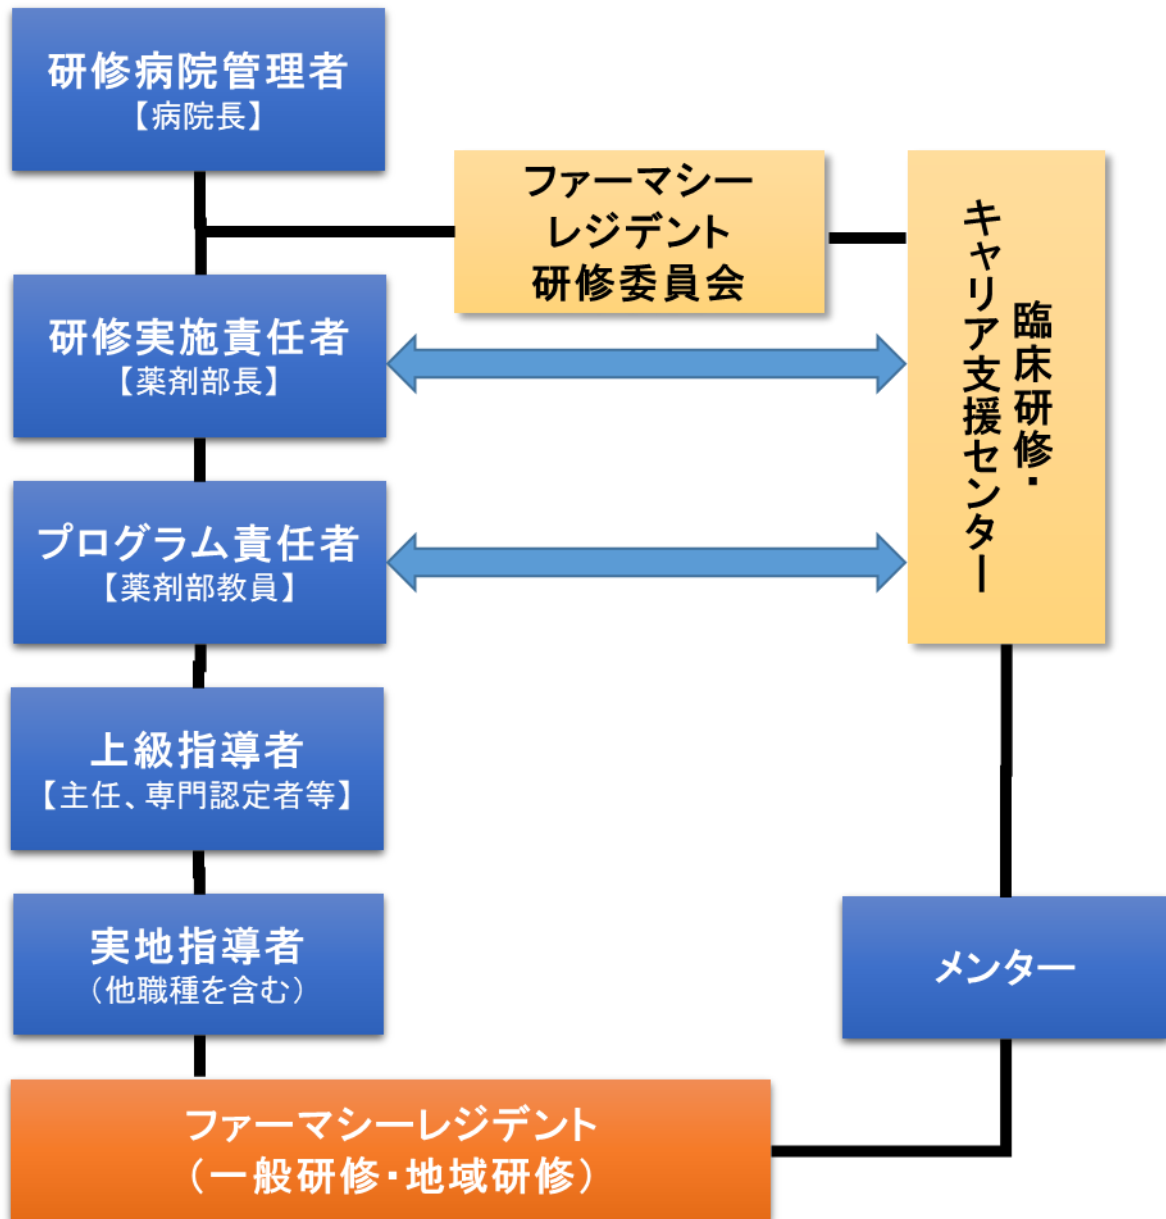 研修病院管理者
【病院長】
ファーマシー
レジデント
研修委員会
臨床研修・
キャリア支援センター
研修実施責任者
【薬剤部長】
プログラム責任者
【薬剤部教員】
上級指導者
【主任、専門認定者等】
実地指導者
（他職種を含む）
メンター
ファーマシーレジデント
（一般研修・地域研修）